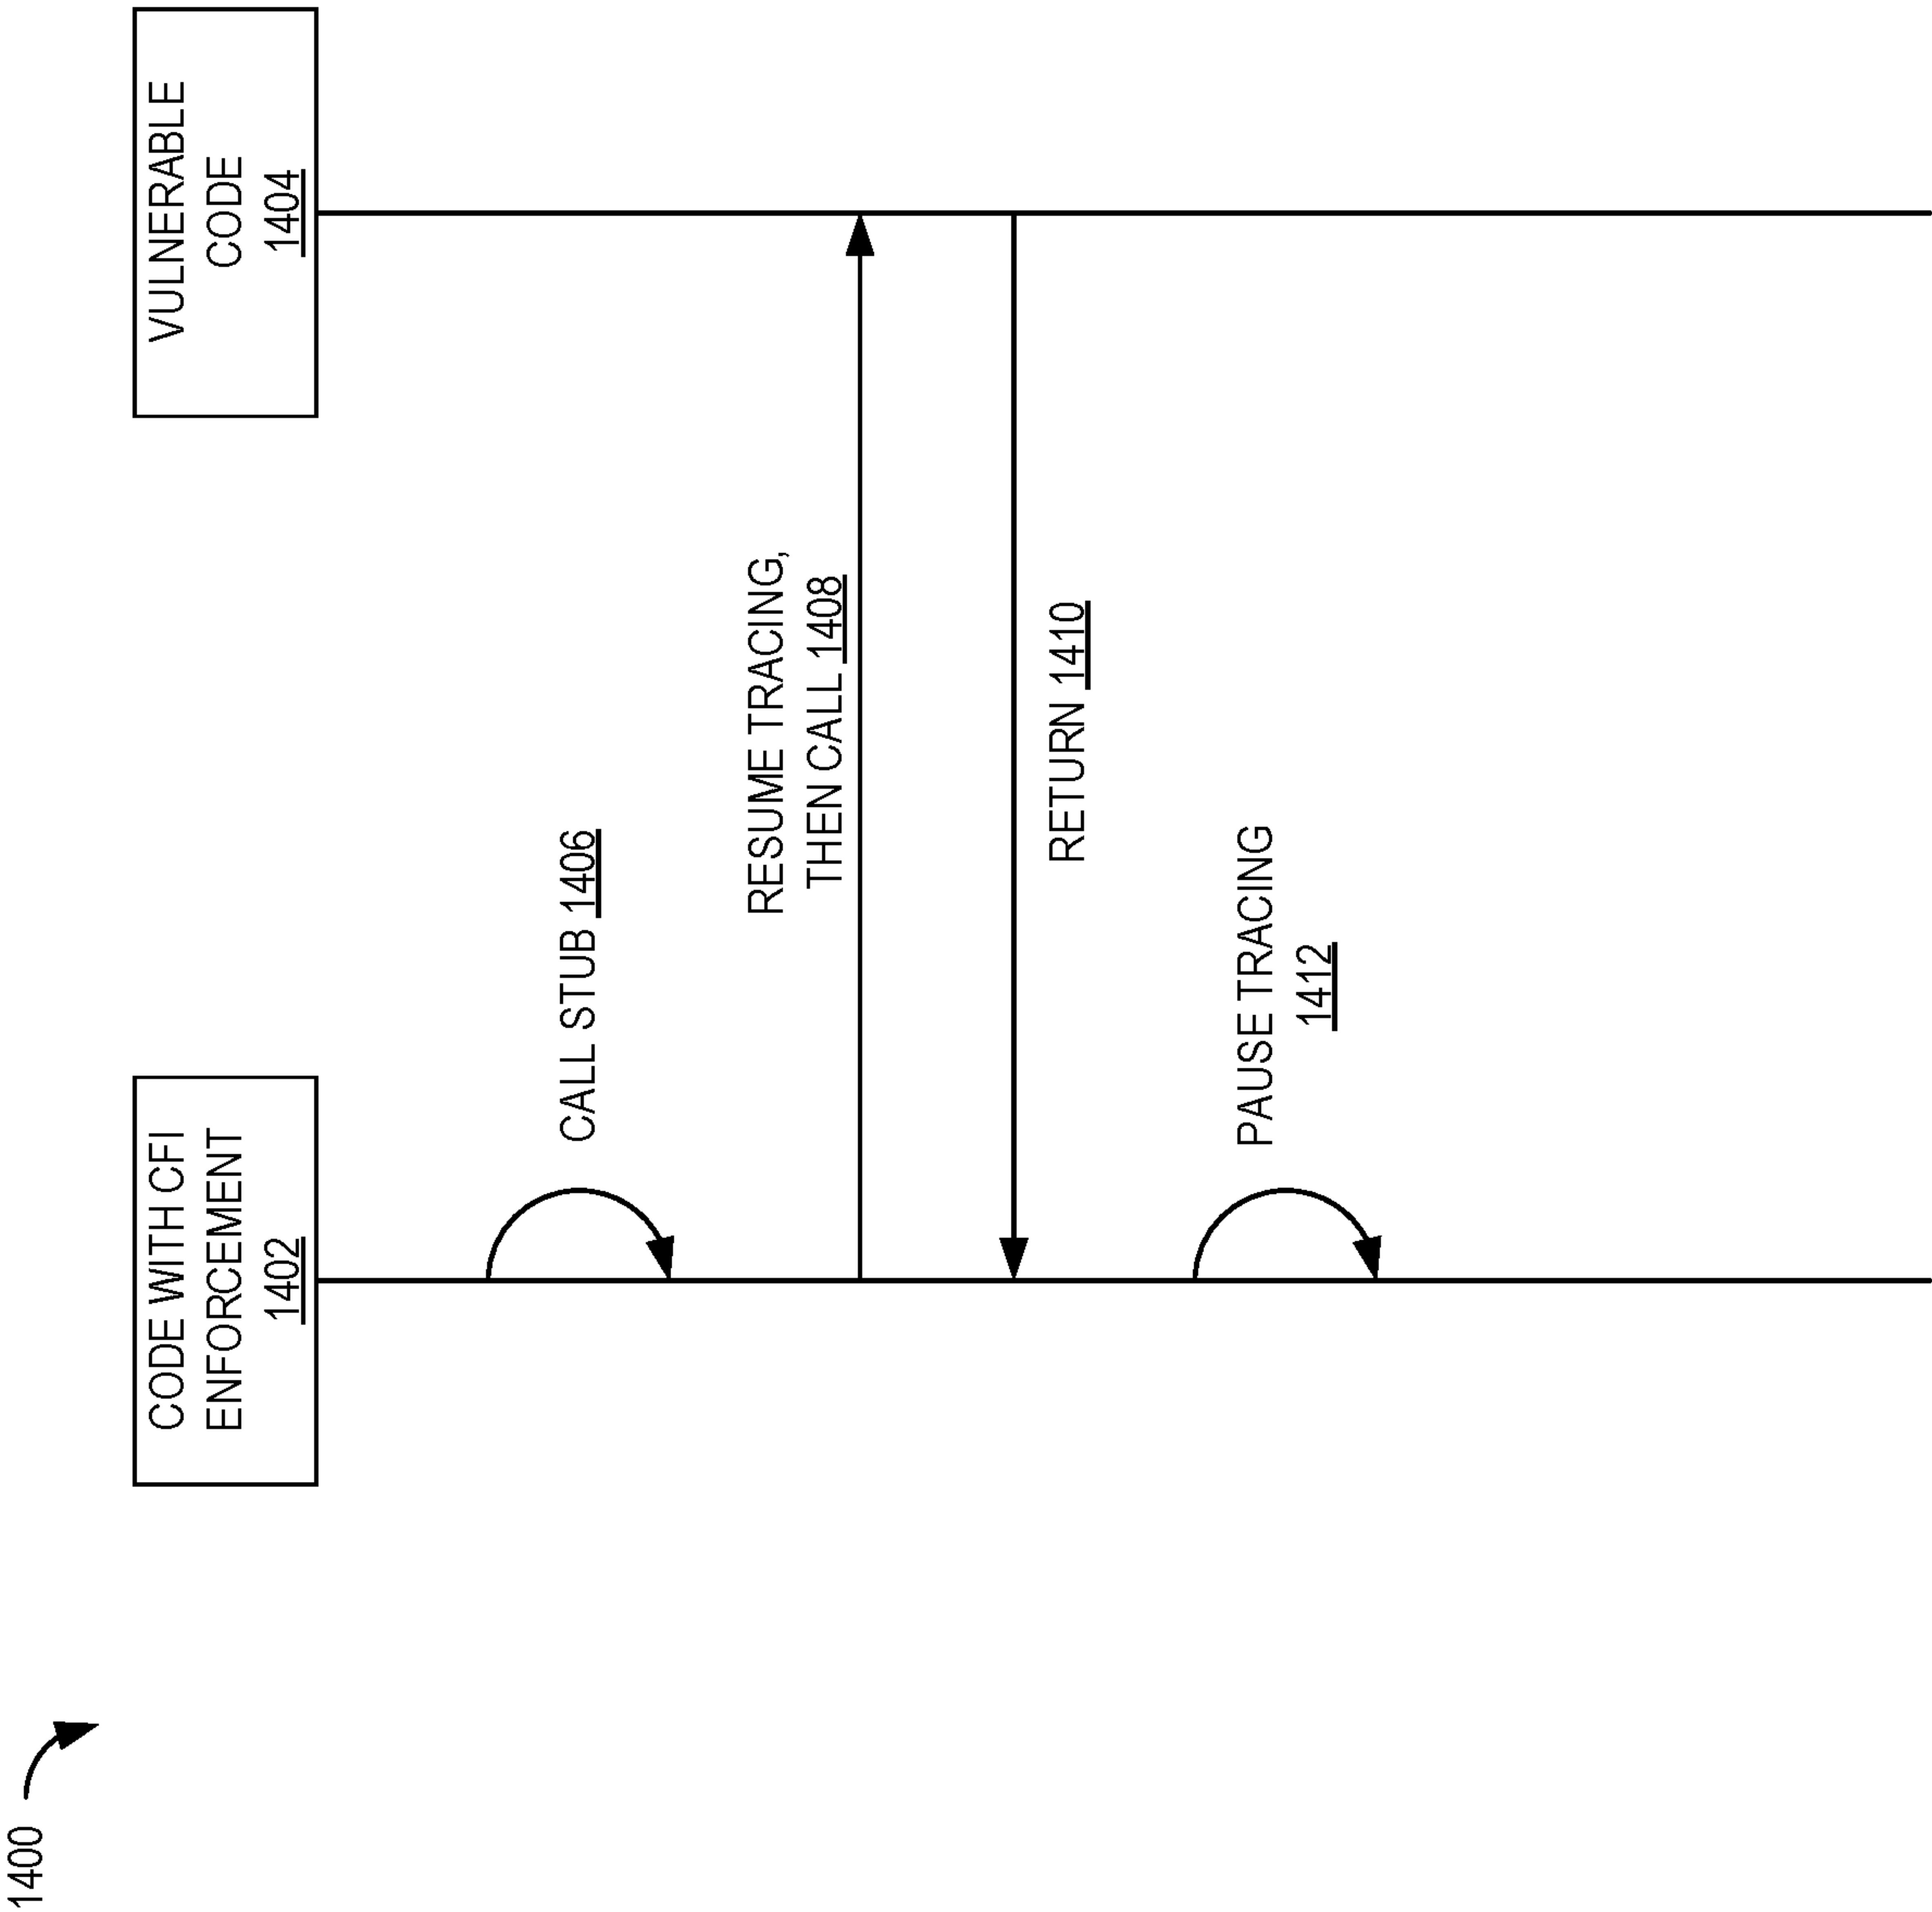 1400
CODE WITH CFI
ENFORCEMENT
1402
VULNERABLE
CODE
1404
CALL STUB 1406
RESUME TRACING,
THEN CALL 1408
RETURN 1410
PAUSE TRACING
1412